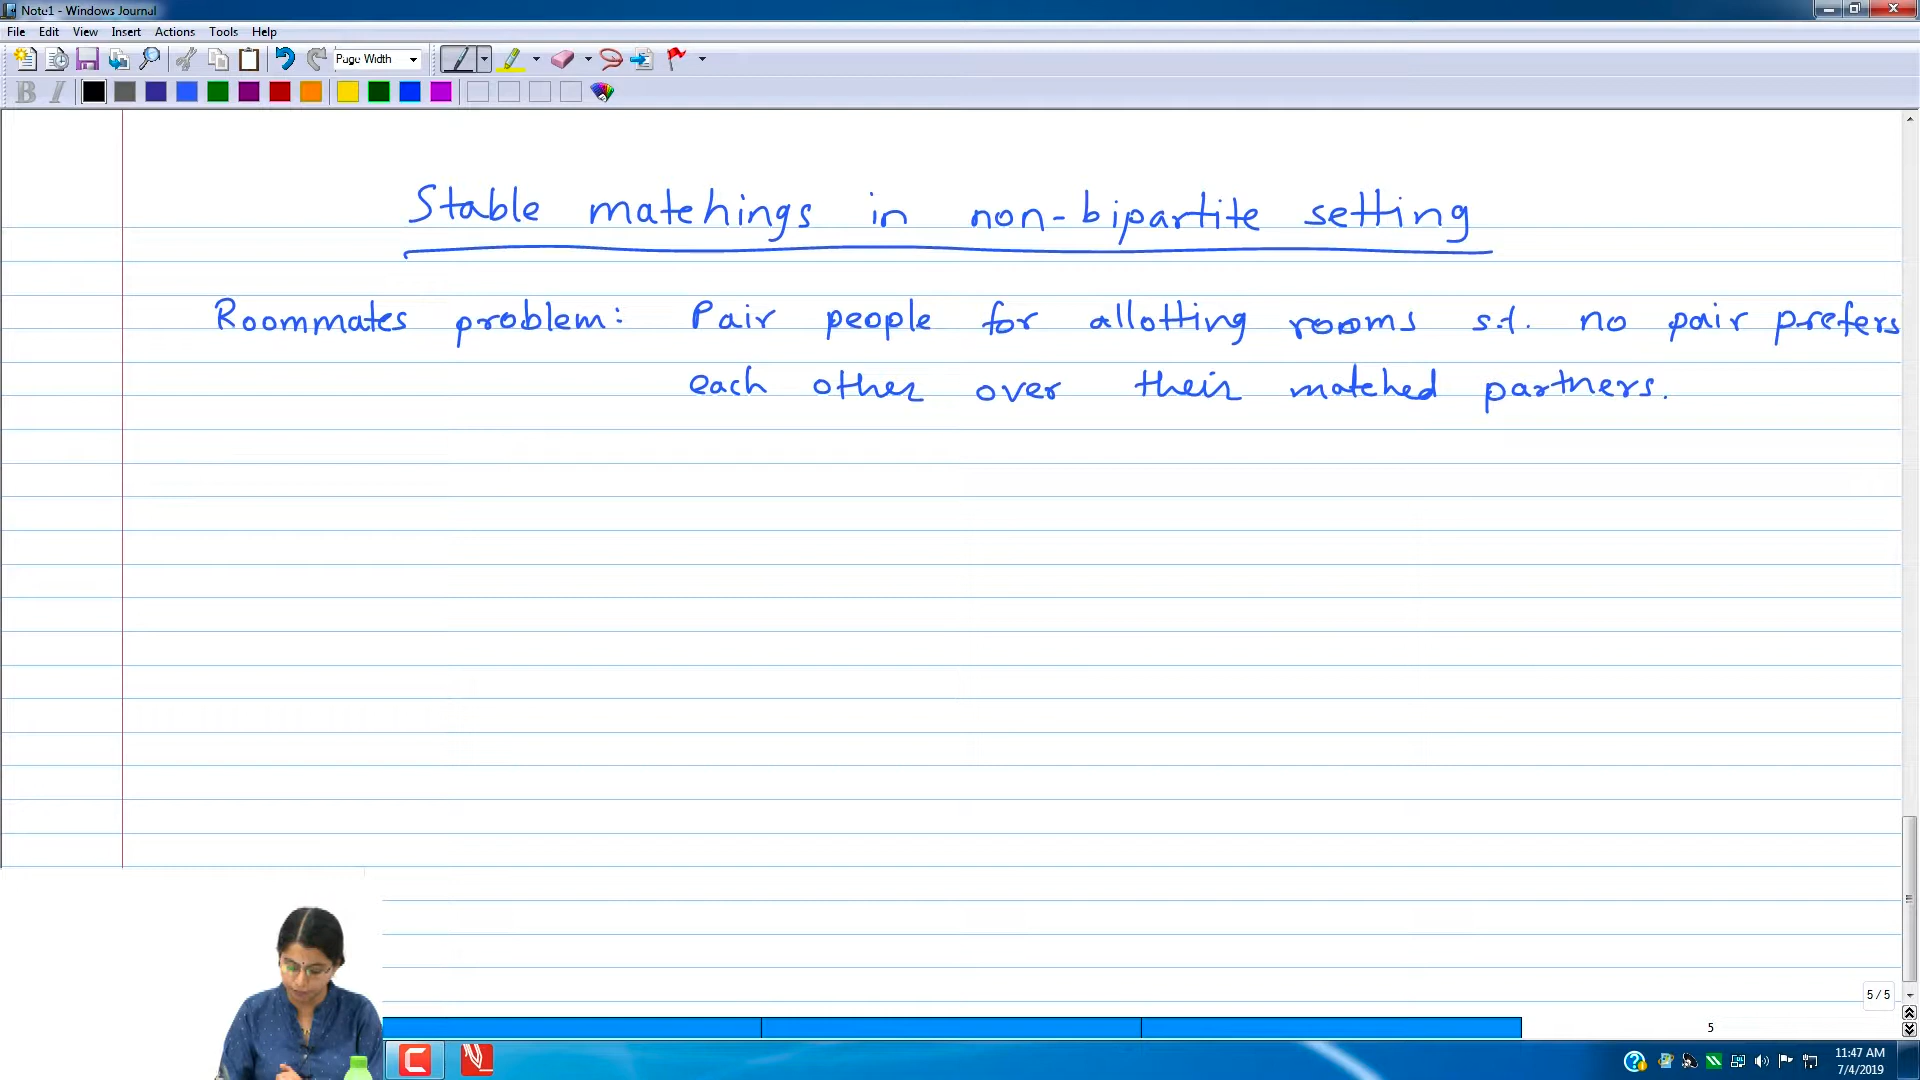 Note1 - Windows Journal
File Edit View Insert Actions Tools Help
Page Width
B I
Stable matchings in non-bipartite setting
Roommates problem: Pair people for allotting rooms s.t. no pair prefers
each other over their matched partners.
5 / 5
5
11:47 AM
7/4/2019